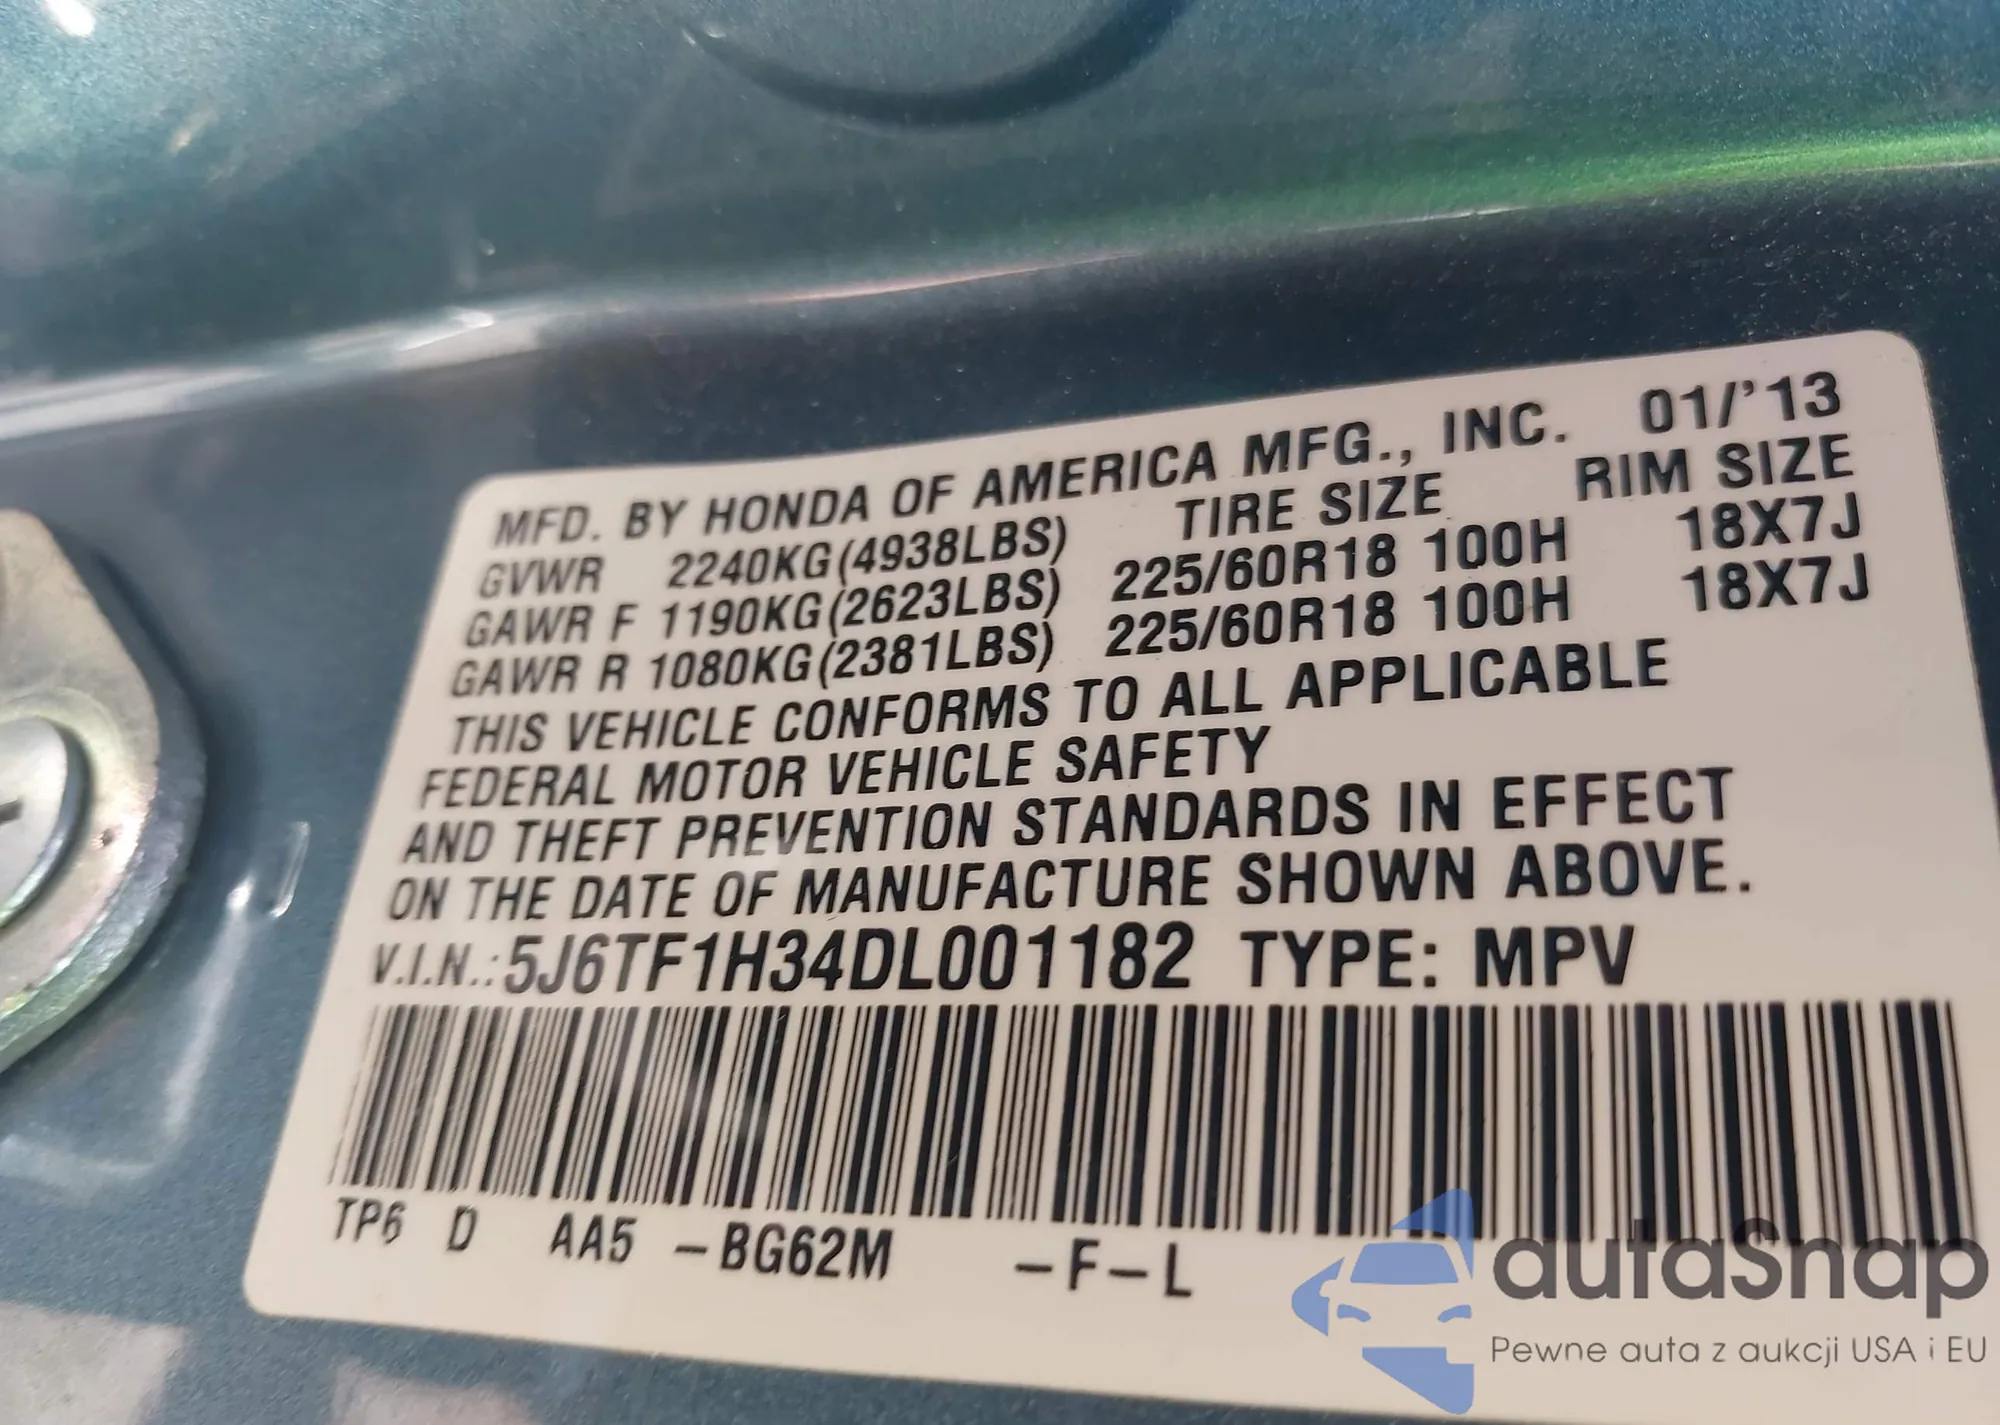 MFD. BY HONDA OF AMERICA MFG., INC. 01/'13
GVWR 2240KG(4938LBS) TIRE SIZE RIM SIZE
GAWR F 1190KG(2623LBS) 225/60R18 100H 18X7J
GAWR R 1080KG(2381LBS) 225/60R18 100H 18X7J
THIS VEHICLE CONFORMS TO ALL APPLICABLE
FEDERAL MOTOR VEHICLE SAFETY
AND THEFT PREVENTION STANDARDS IN EFFECT
ON THE DATE OF MANUFACTURE SHOWN ABOVE.
V.I.N.: 5J6TF1H34DL001182 TYPE: MPV
TP6 D AA5 -BG62M -F-L
autaSnap
Pewne auta z aukcji USA i EU